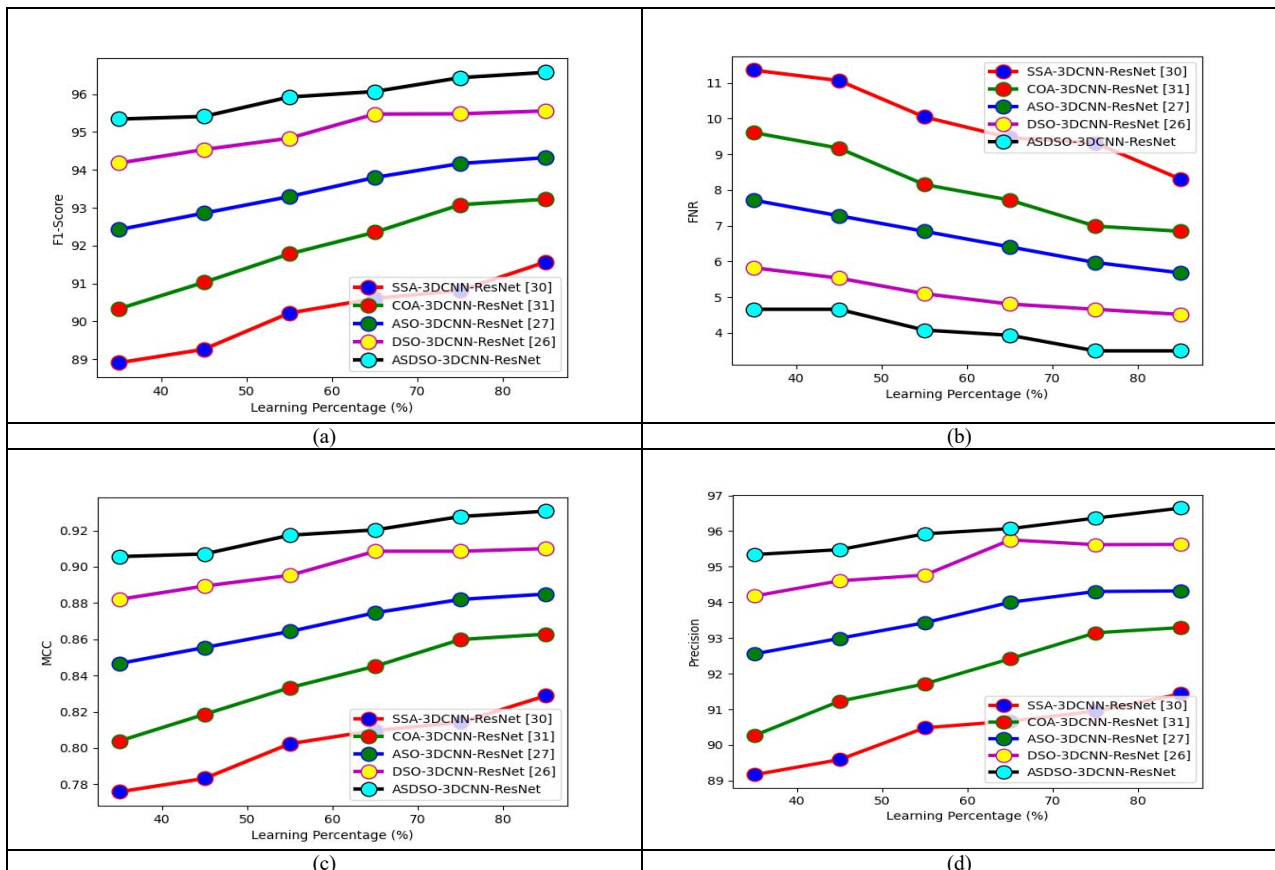 96
95
94
93
92
91
90
89
F1-Score
SSA-3DCNN-ResNet [30]
COA-3DCNN-ResNet [31]
ASO-3DCNN-ResNet [27]
DSO-3DCNN-ResNet [26]
ASDSO-3DCNN-ResNet
40 50 60 70 80
Learning Percentage (%)
(a)
11
10
9
8
7
6
5
4
FNR
SSA-3DCNN-ResNet [30]
COA-3DCNN-ResNet [31]
ASO-3DCNN-ResNet [27]
DSO-3DCNN-ResNet [26]
ASDSO-3DCNN-ResNet
40 50 60 70 80
Learning Percentage (%)
(b)
0.92
0.90
0.88
0.86
0.84
0.82
0.80
0.78
MCC
SSA-3DCNN-ResNet [30]
COA-3DCNN-ResNet [31]
ASO-3DCNN-ResNet [27]
DSO-3DCNN-ResNet [26]
ASDSO-3DCNN-ResNet
40 50 60 70 80
Learning Percentage (%)
(c)
97
96
95
94
93
92
91
90
89
Precision
SSA-3DCNN-ResNet [30]
COA-3DCNN-ResNet [31]
ASO-3DCNN-ResNet [27]
DSO-3DCNN-ResNet [26]
ASDSO-3DCNN-ResNet
40 50 60 70 80
Learning Percentage (%)
(d)